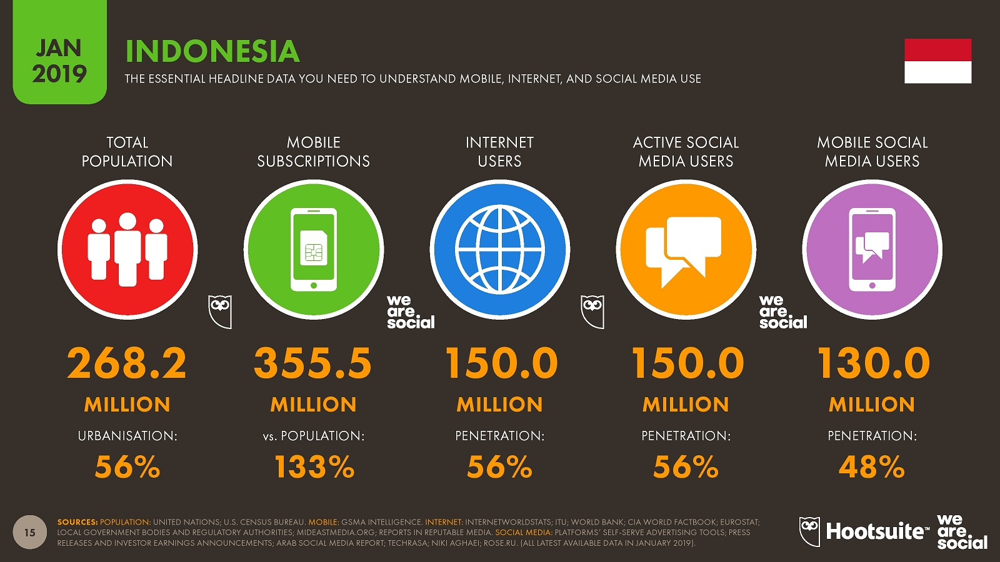 JAN
2019
INDONESIA
THE ESSENTIAL HEADLINE DATA YOU NEED TO UNDERSTAND MOBILE, INTERNET, AND SOCIAL MEDIA USE
TOTAL
POPULATION
MOBILE
SUBSCRIPTIONS
INTERNET
USERS
ACTIVE SOCIAL
MEDIA USERS
MOBILE SOCIAL
MEDIA USERS
we
are.
social
we
are.
social
268.2
MILLION
URBANISATION:
56%
355.5
MILLION
vs. POPULATION:
133%
150.0
MILLION
PENETRATION:
56%
150.0
MILLION
PENETRATION:
56%
130.0
MILLION
PENETRATION:
48%
15
SOURCES: POPULATION: UNITED NATIONS; U.S. CENSUS BUREAU. MOBILE: GSMA INTELLIGENCE. INTERNET: INTERNETWORLDSTATS; ITU; WORLD BANK; CIA WORLD FACTBOOK; EUROSTAT;
LOCAL GOVERNMENT BODIES AND REGULATORY AUTHORITIES; MIDEASTMEDIA.ORG; REPORTS IN REPUTABLE MEDIA. SOCIAL MEDIA: PLATFORMS' SELF-SERVE ADVERTISING TOOLS; PRESS
RELEASES AND INVESTOR EARNINGS ANNOUNCEMENTS; ARAB SOCIAL MEDIA REPORT; TECHRASA; NIKI AGHAEI; ROSE.RU. (ALL LATEST AVAILABLE DATA IN JANUARY 2019).
Hootsuite™
we
are.
social